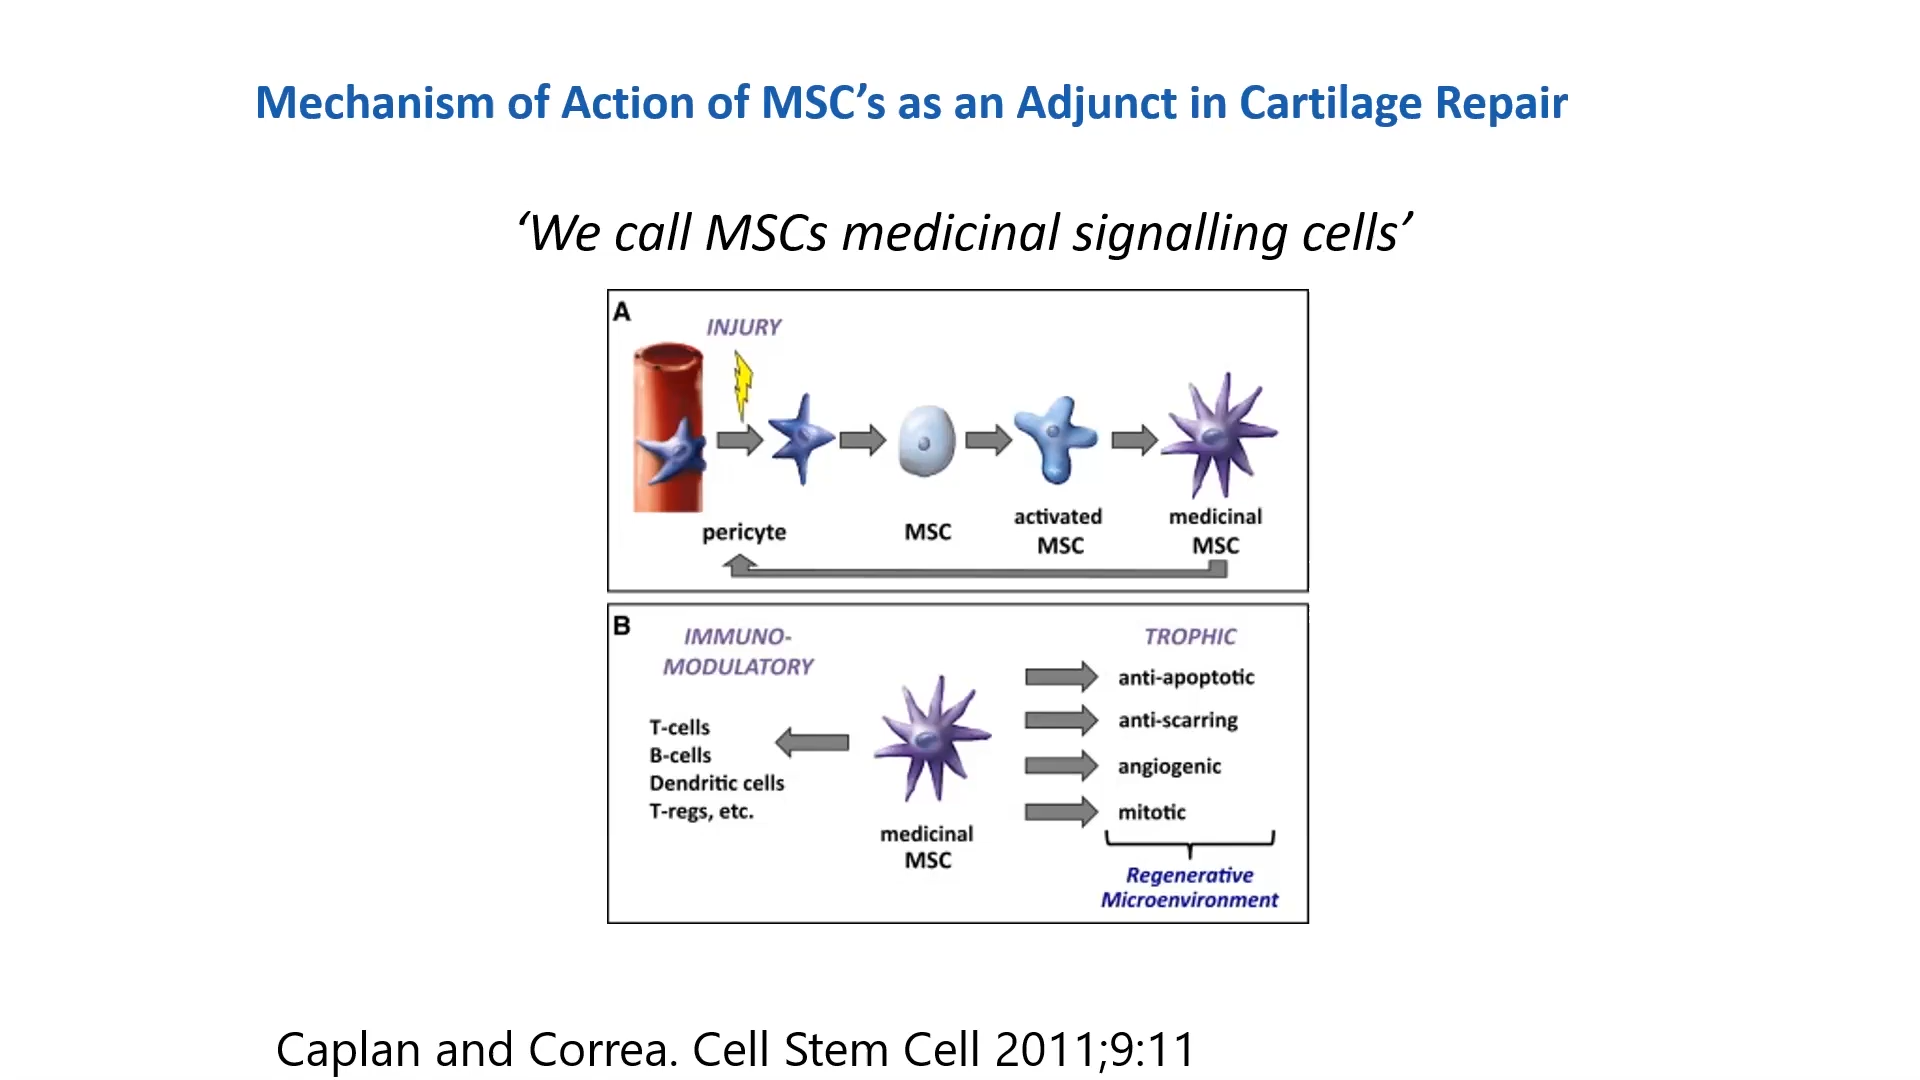 Mechanism of Action of MSC’s as an Adjunct in Cartilage Repair
‘We call MSCs medicinal signalling cells’
A
INJURY
pericyte
MSC
activated
MSC
medicinal
MSC
B
IMMUNO-
MODULATORY
T-cells
B-cells
Dendritic cells
T-regs, etc.
medicinal
MSC
TROPHIC
anti-apoptotic
anti-scarring
angiogenic
mitotic
Regenerative
Microenvironment
Caplan and Correa. Cell Stem Cell 2011;9:11